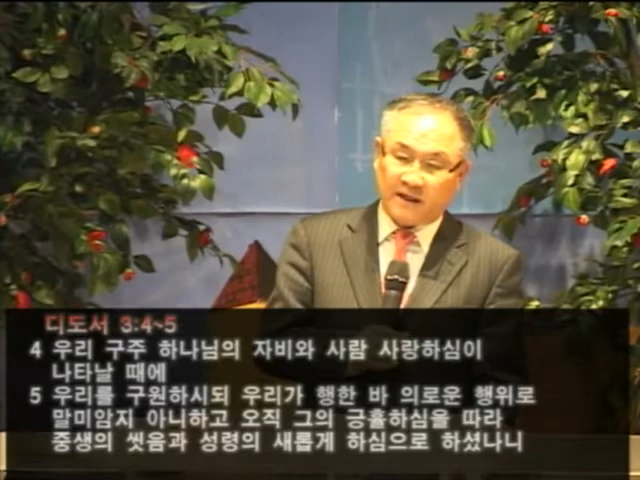 디도서 3:4~5
4 우리 구주 하나님의 자비와 사람 사랑하심이
나타날 때에
5 우리를 구원하시되 우리가 행한 바 의로운 행위로
말미암지 아니하고 오직 그의 긍휼하심을 따라
중생의 씻음과 성령의 새롭게 하심으로 하셨나니